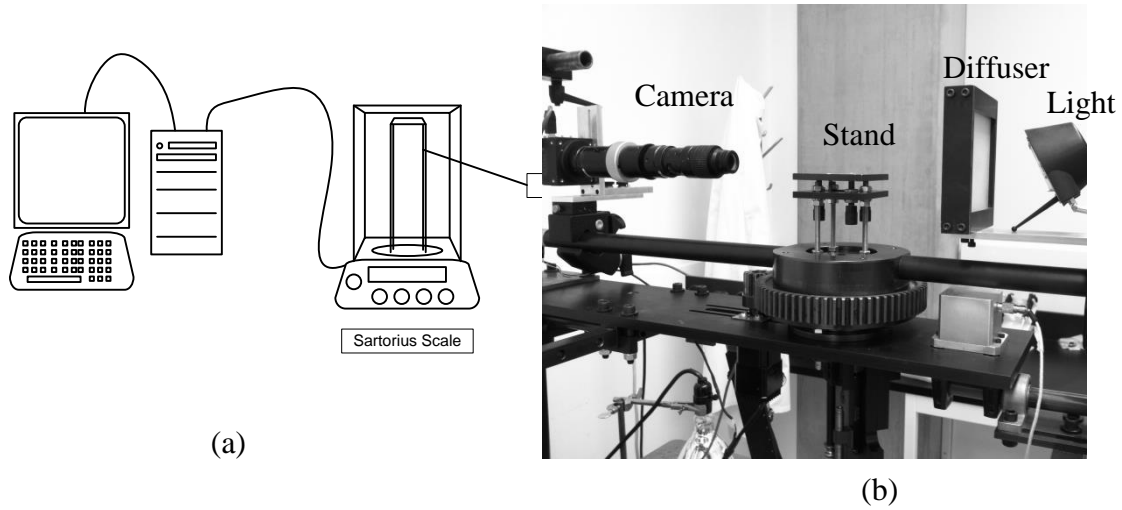 Camera
Stand
Diffuser
Light
Sartorius Scale
(a)
(b)